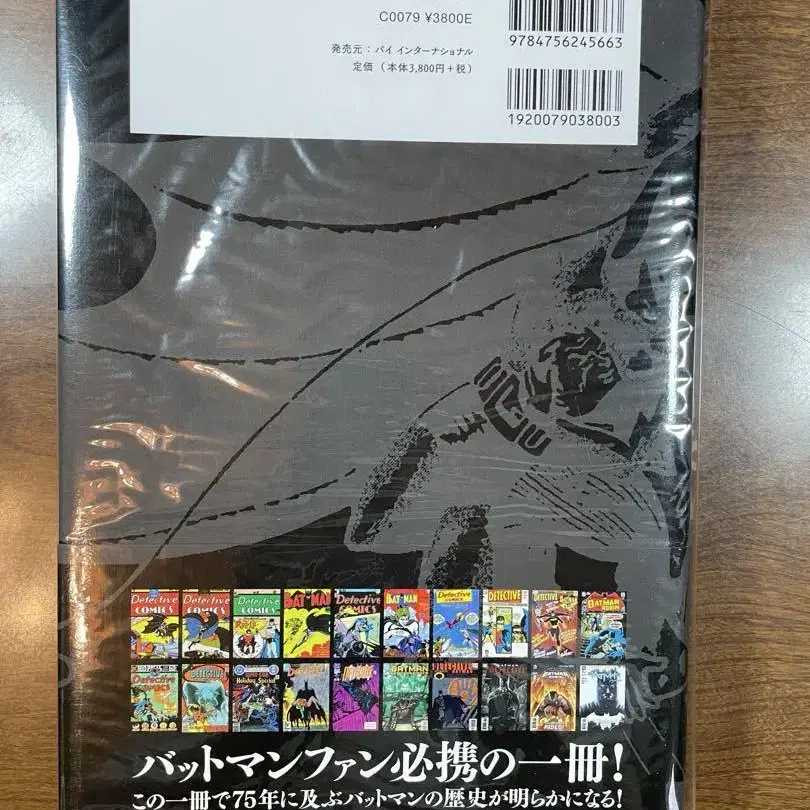 C0079 ¥3800E
9784756245663
発売元：パイ インターナショナル
定価（本体3,800円+税）
1920079038003
Detective COMICS
Detective COMICS
Detective COMICS
BATMAN
Detective COMICS
BATMAN
Detective COMICS
DETECTIVE
DETECTIVE
BATMAN
Detective
DETECTIVE
Holiday Special
BATMAN
バットマンファン必携の一冊!
この一冊で75年に及ぶバットマンの歴史が明らかになる!